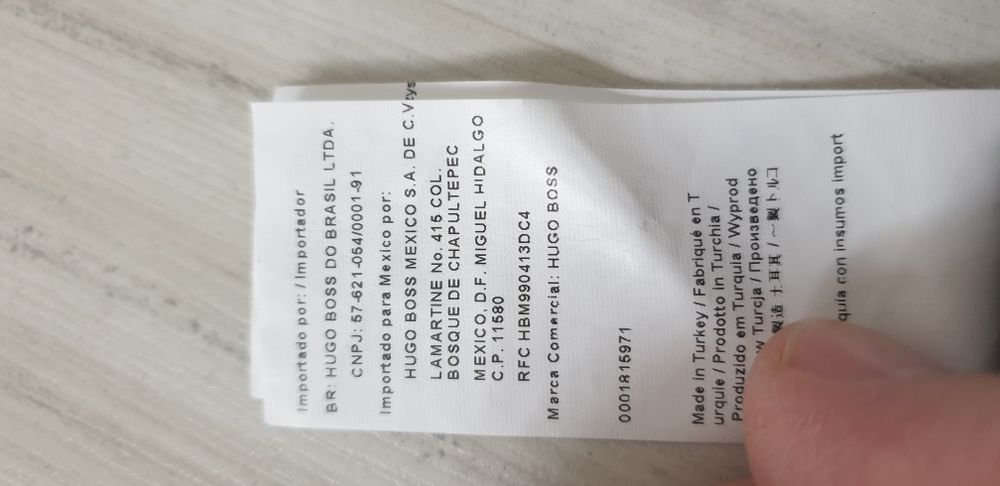 Importado por: / Importador
BR: HUGO BOSS DO BRASIL LTDA.
CNPJ: 57-621-054/0001-91
Importado para Mexico por:
HUGO BOSS MEXICO S.A. DE C.V
LAMARTINE No. 415 COL.
BOSQUE DE CHAPULTEPEC
MEXICO, D.F. MIGUEL HIDALGO
C.P. 11580
RFC HBM990413DC4
Marca Comercial: HUGO BOSS
0001815971
Made in Turkey / Fabriqué en T
urquie / Prodotto in Turchia /
Produzido em Turquia / Wyprod
w Turcja / Произведено
製造 土耳其 / ～製 トルコ
quía con insumos import